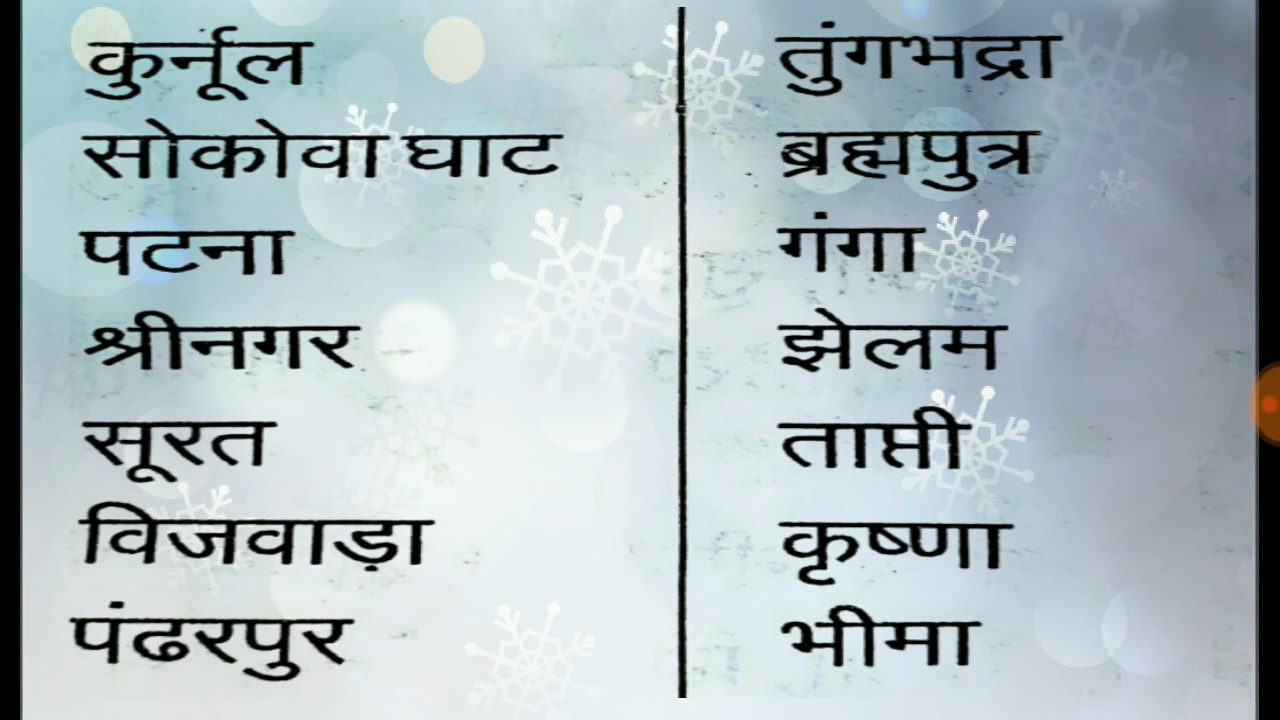 कुर्नूल तुंगभद्रा
सोकोवा घाट ब्रह्मपुत्र
पटना गंगा
श्रीनगर झेलम
सूरत ताप्ती
विजवाड़ा कृष्णा
पंढरपुर भीमा